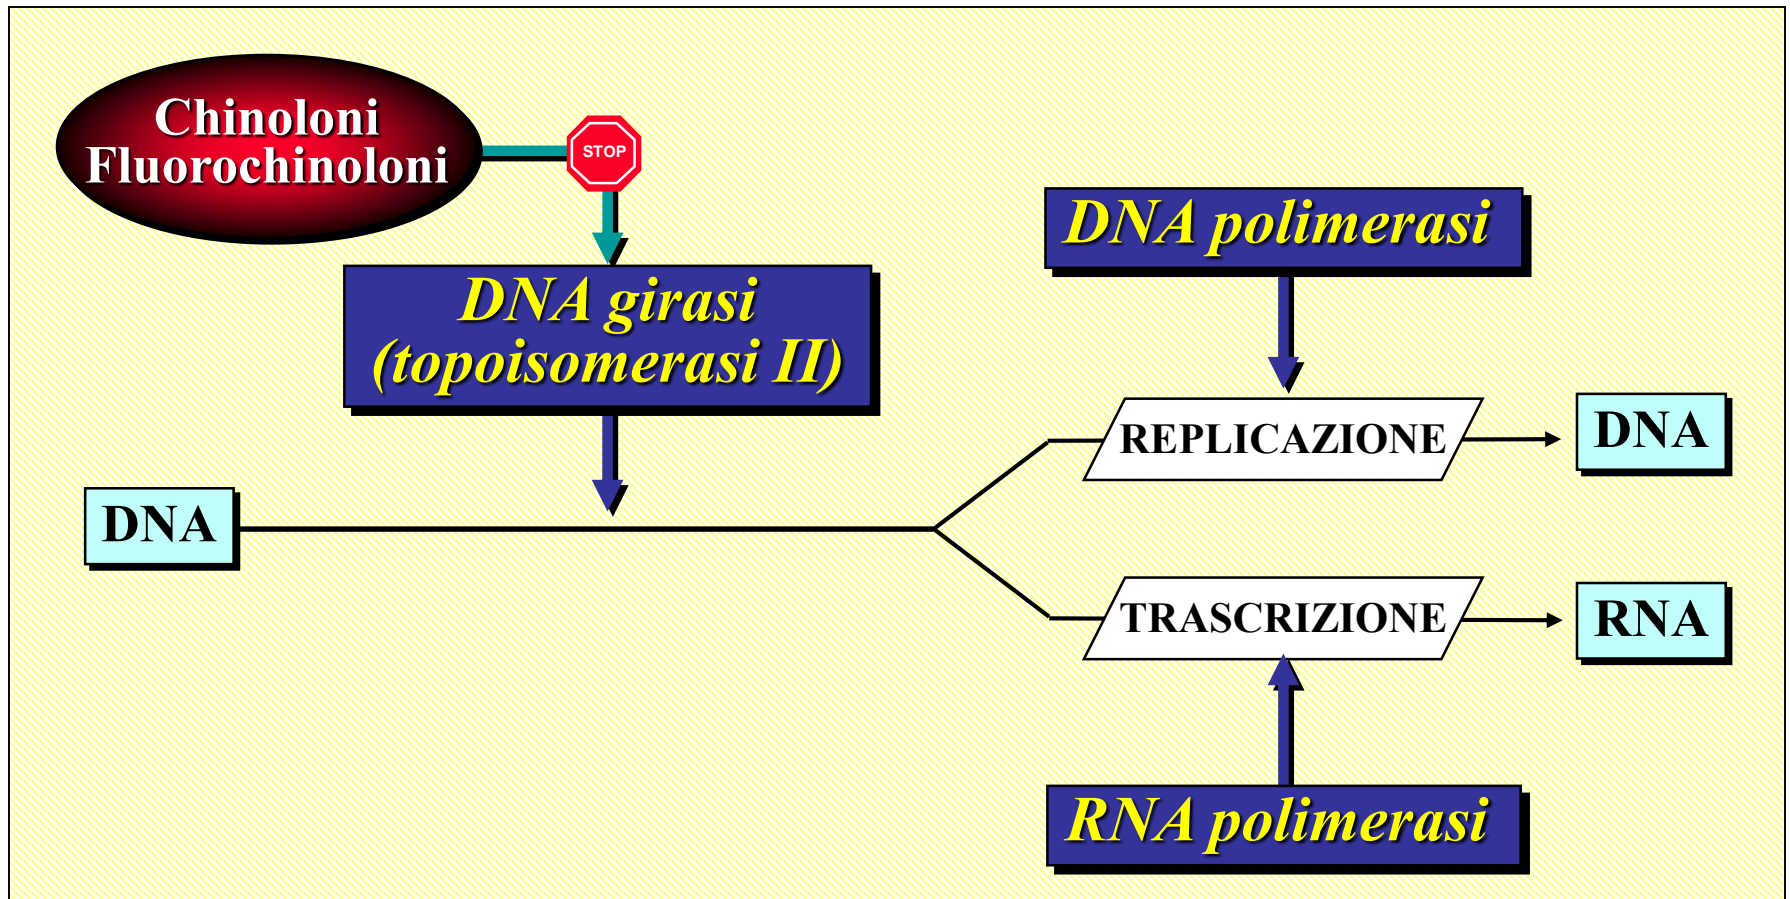 Chinoloni
Fluorochinoloni
STOP
DNA polimerasi
DNA girasi
(topoisomerasi II)
REPLICAZIONE
DNA
DNA
TRASCRIZIONE
RNA
RNA polimerasi